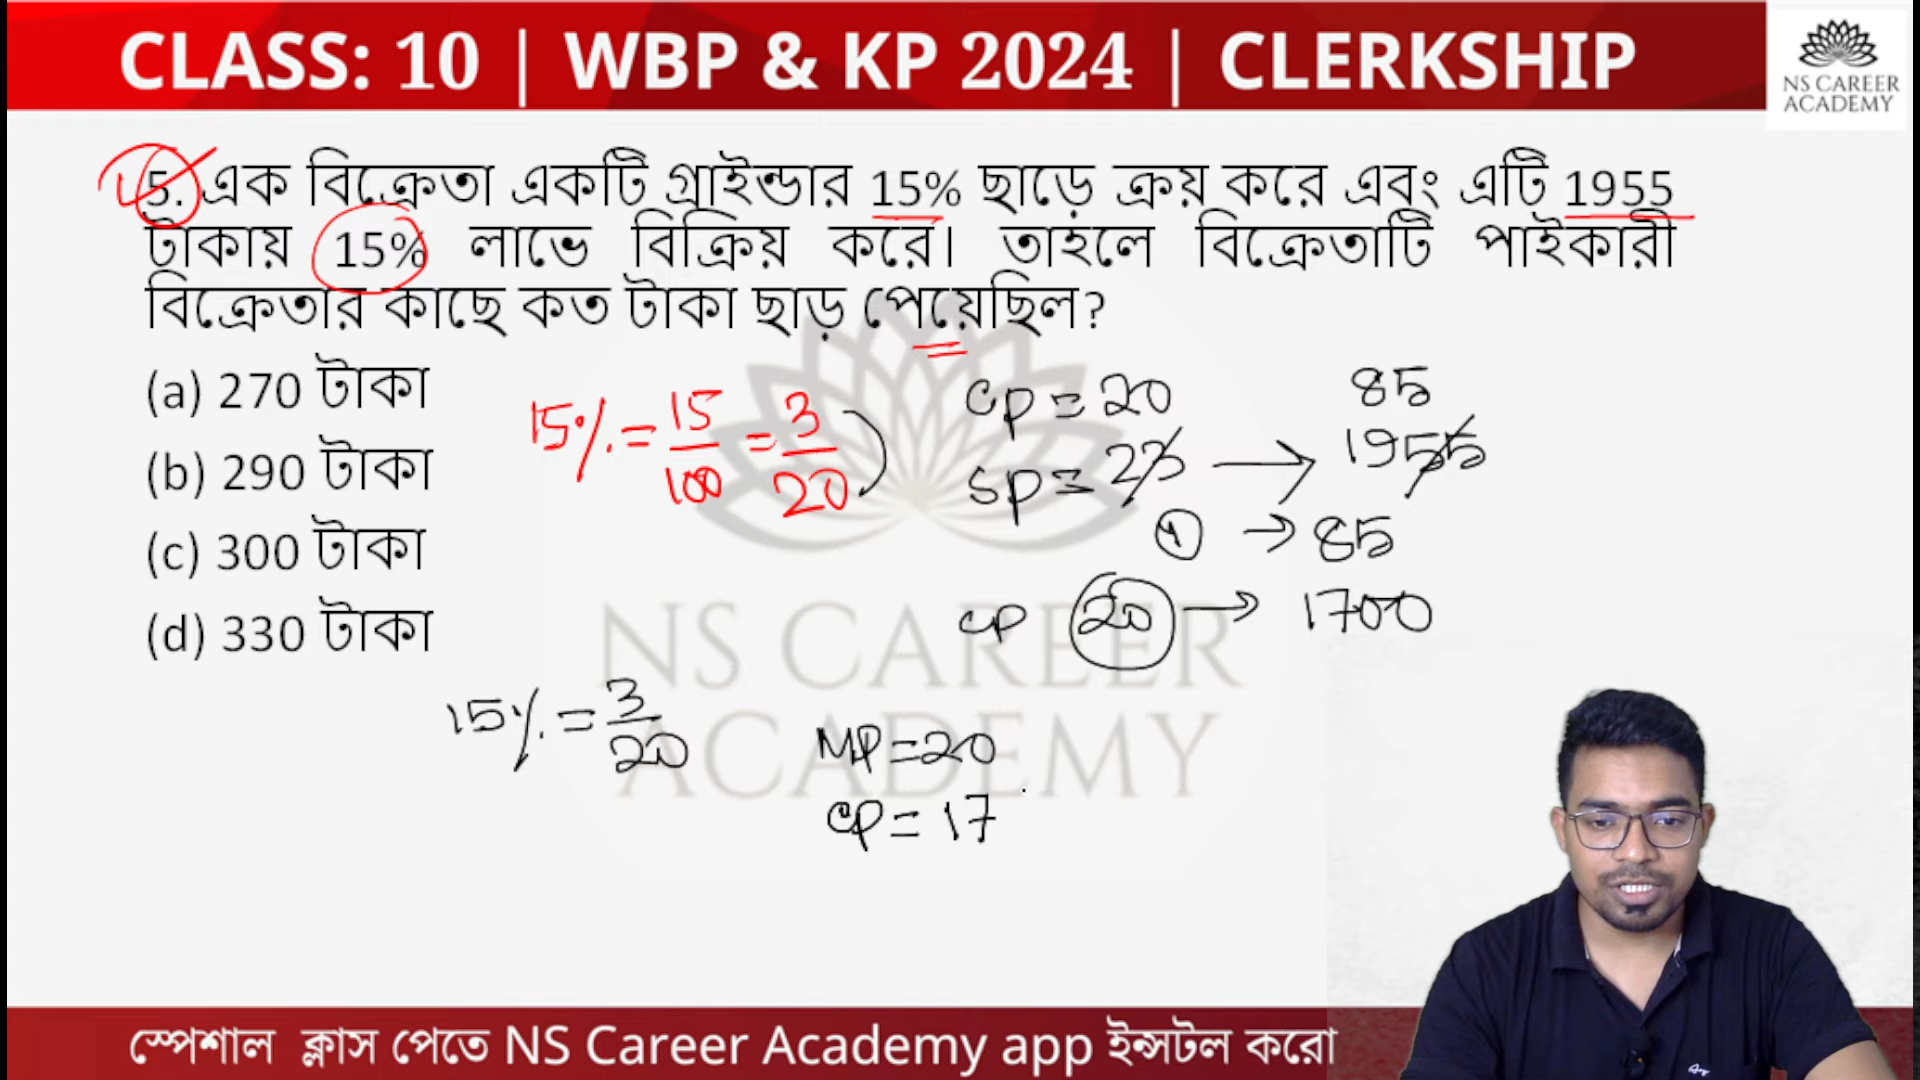 CLASS: 10 | WBP & KP 2024 | CLERKSHIP
NS CAREER
ACADEMY
5. এক বিক্রেতা একটি গ্রাইন্ডার 15% ছাড়ে ক্রয় করে এবং এটি 1955
টাকায় 15% লাভে বিক্রিয় করে। তাহলে বিক্রেতাটি পাইকারী
বিক্রেতার কাছে কত টাকা ছাড় পেয়েছিল?
(a) 270 টাকা
(b) 290 টাকা
(c) 300 টাকা
(d) 330 টাকা
15% = 15/100 = 3/20
CP = 20
SP = 23 → 1955
85
1 → 85
CP 20 → 1700
15% = 3/20
MP = 20
CP = 17
NS CAREER
ACADEMY
স্পেশাল ক্লাস পেতে NS Career Academy app ইন্সটল করো